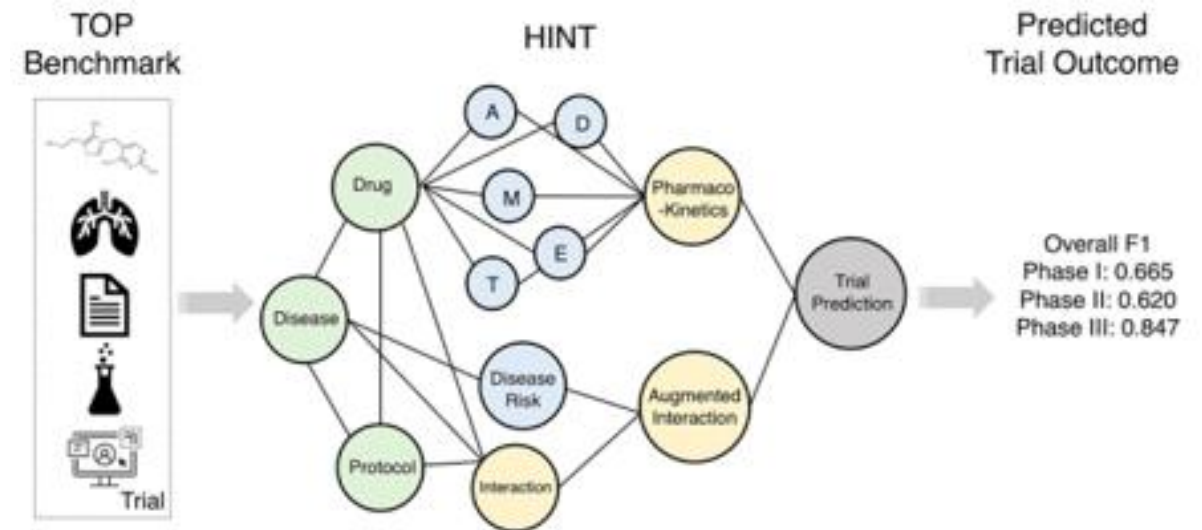 TOP
Benchmark
HINT
Predicted
Trial Outcome
A
D
Drug
M
Pharmaco
-Kinetics
E
T
Disease
Trial
Prediction
Overall F1
Phase I: 0.665
Phase II: 0.620
Phase III: 0.847
Disease
Risk
Augmented
Interaction
Protocol
Interaction
Trial